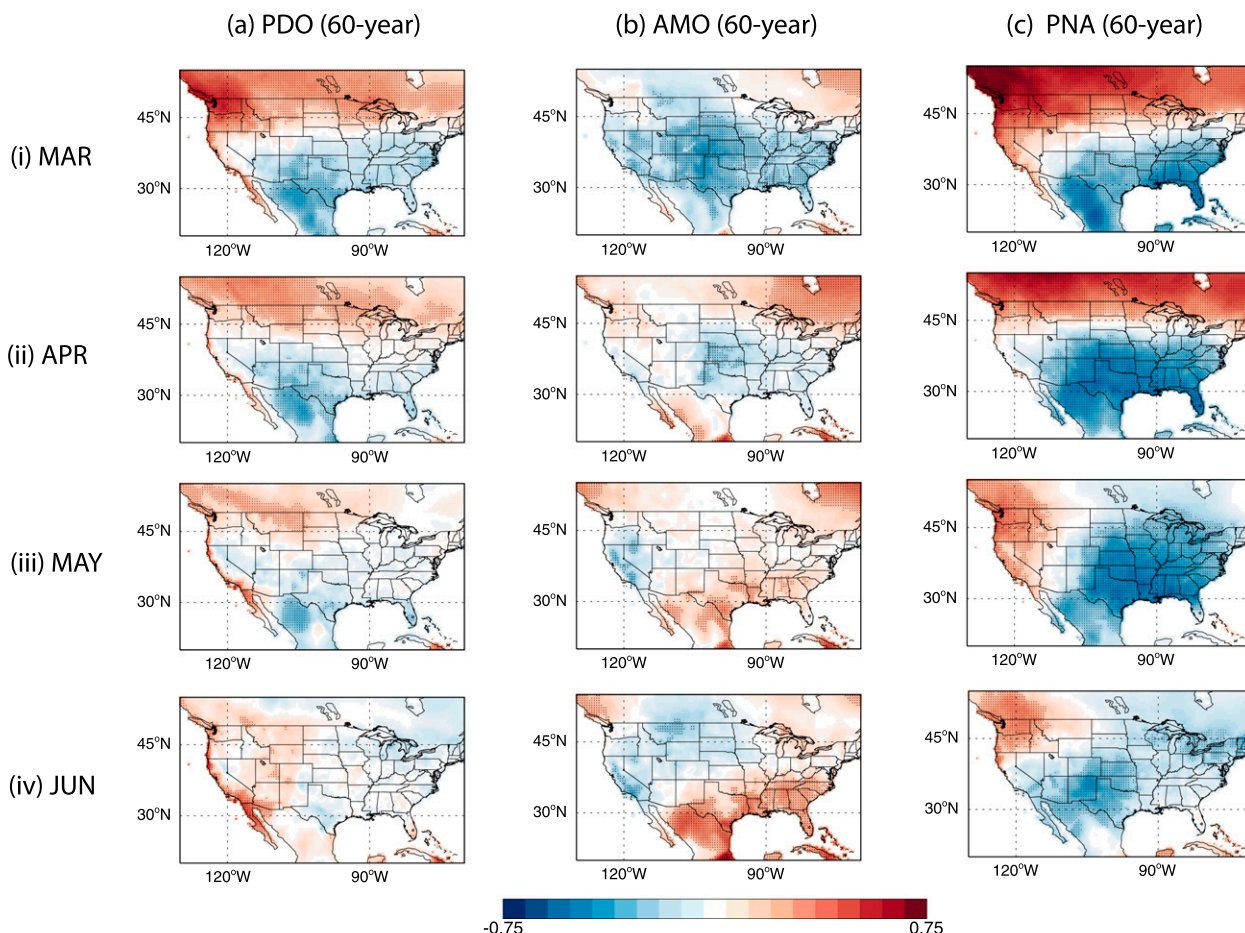 (a) PDO (60-year) (b) AMO (60-year) (c) PNA (60-year)
(i) MAR
45°N 45°N 45°N
30°N 30°N 30°N
120°W 90°W 120°W 90°W 120°W 90°W
(ii) APR
45°N 45°N 45°N
30°N 30°N 30°N
120°W 90°W 120°W 90°W 120°W 90°W
(iii) MAY
45°N 45°N 45°N
30°N 30°N 30°N
120°W 90°W 120°W 90°W 120°W 90°W
(iv) JUN
45°N 45°N 45°N
30°N 30°N 30°N
120°W 90°W 120°W 90°W 120°W 90°W
-0.75 0.75